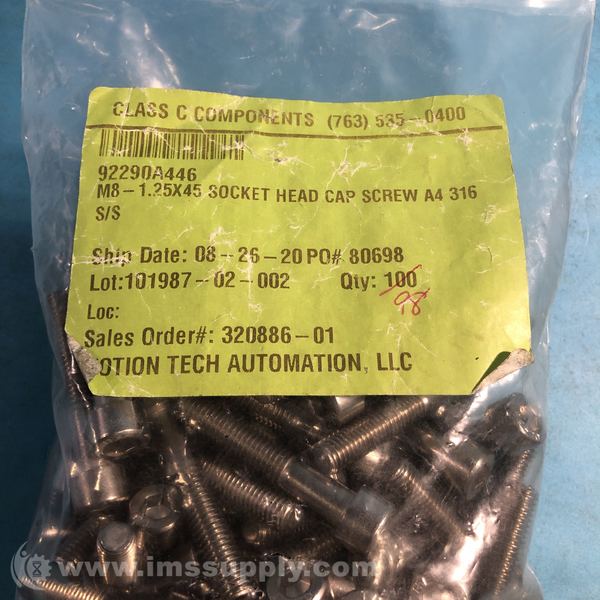 CLASS C COMPONENTS (763) 535-0400
92290A446
M8-1.25X45 SOCKET HEAD CAP SCREW A4 316
S/S
Ship Date: 08-26-20 PO# 80698
Lot:101987-02-002 Qty: 100
98
Loc:
Sales Order#: 320886-01
OTION TECH AUTOMATION, LLC
www.imssupply.com